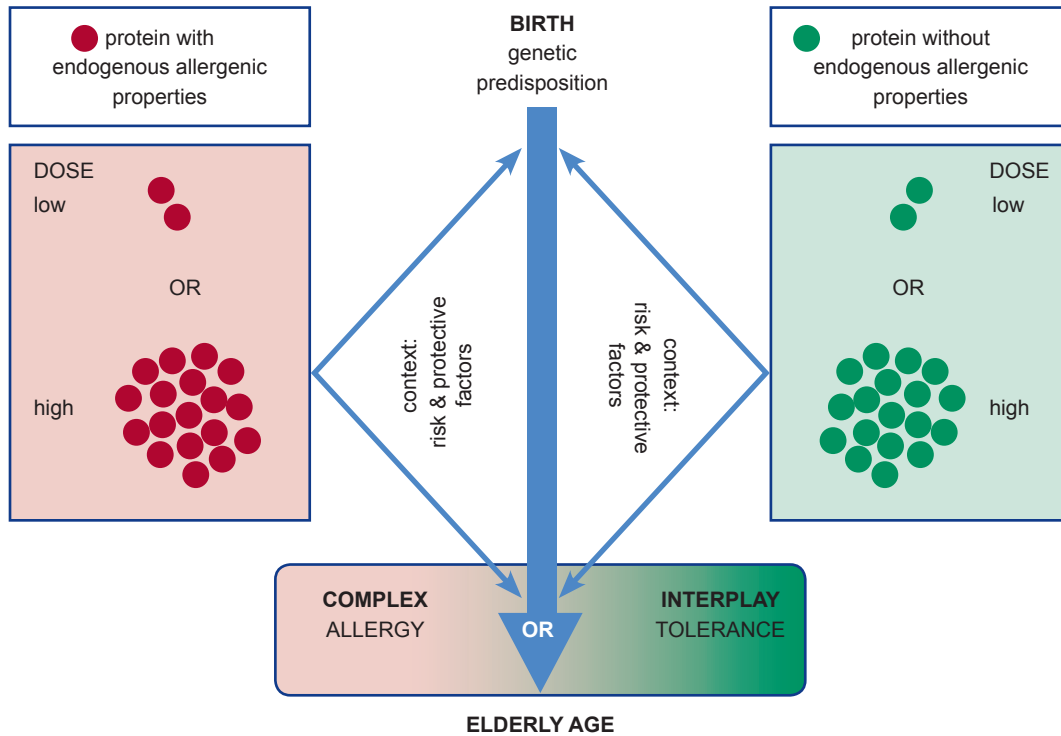 protein with
endogenous allergenic
properties
BIRTH
genetic
predisposition
protein without
endogenous allergenic
properties
DOSE
low
OR
high
context:
risk & protective
factors
context:
risk & protective
factors
DOSE
low
OR
high
COMPLEX
ALLERGY
OR
INTERPLAY
TOLERANCE
ELDERLY AGE